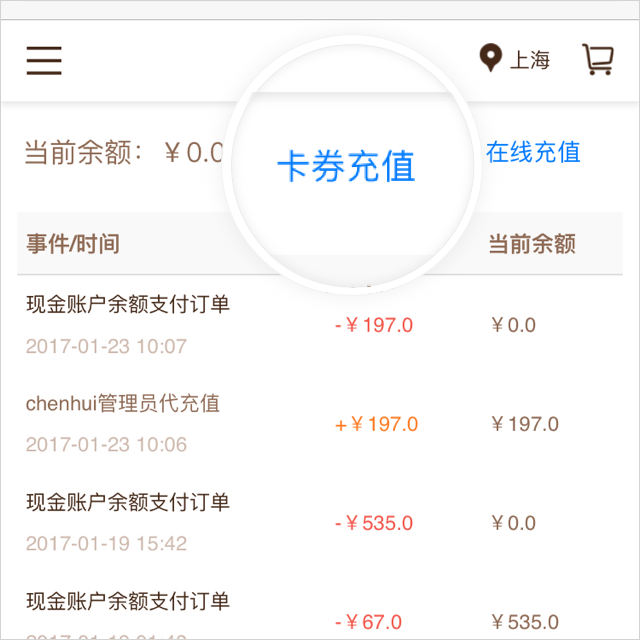 上海
当前余额：￥0.0
卡券充值
在线充值
事件/时间
当前余额
现金账户余额支付订单
-￥197.0
￥0.0
2017-01-23 10:07
chenhui管理员代充值
+￥197.0
￥197.0
2017-01-23 10:06
现金账户余额支付订单
-￥535.0
￥0.0
2017-01-19 15:42
现金账户余额支付订单
-￥67.0
￥535.0